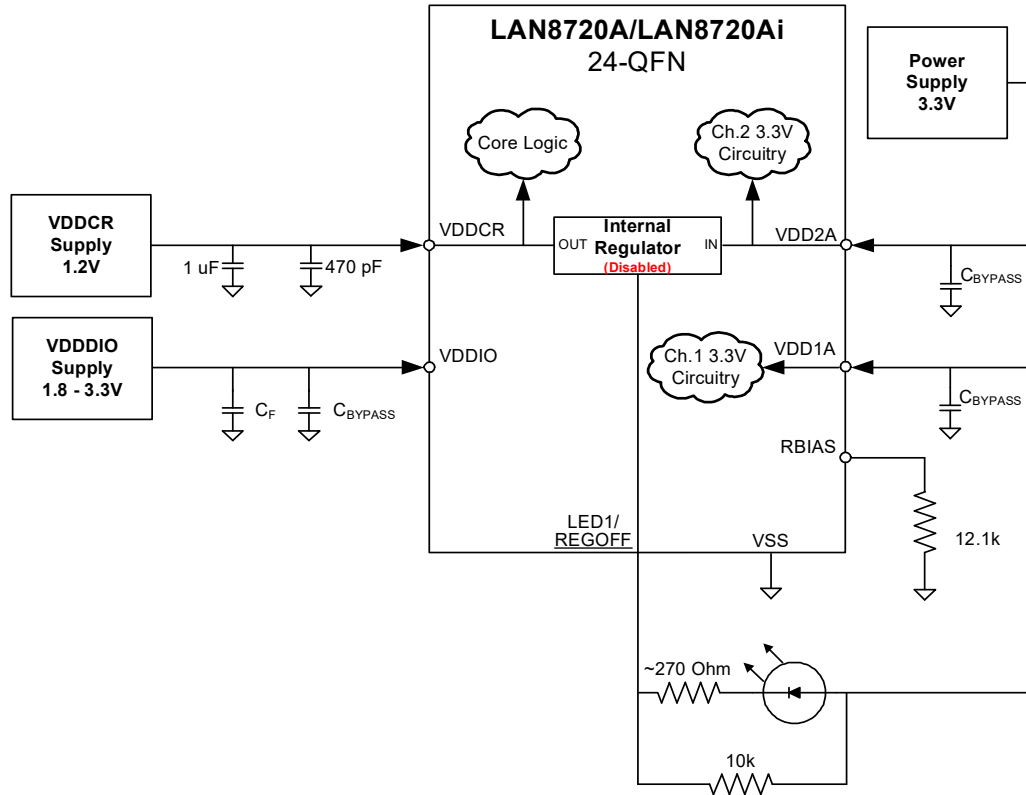 LAN8720A/LAN8720Ai
24-QFN
Power
Supply
3.3V
Core Logic
Ch.2 3.3V
Circuitry
VDDCR
Supply
1.2V
VDDCR
OUT
Internal
Regulator
(Disabled)
IN
VDD2A
1 uF
470 pF
CBYPASS
VDDDIO
Supply
1.8 - 3.3V
VDDIO
Ch.1 3.3V
Circuitry
VDD1A
CF
CBYPASS
CBYPASS
RBIAS
12.1k
LED1/
REGOFF
VSS
~270 Ohm
10k